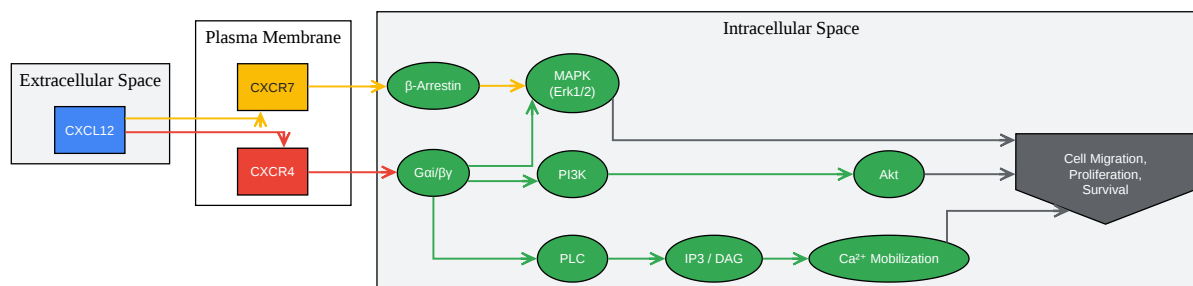 Extracellular Space
CXCL12
Plasma Membrane
CXCR7
CXCR4
Intracellular Space
β-Arrestin
MAPK
(Erk1/2)
Gαi/βγ
PI3K
Akt
PLC
IP3 / DAG
Ca²⁺ Mobilization
Cell Migration,
Proliferation,
Survival